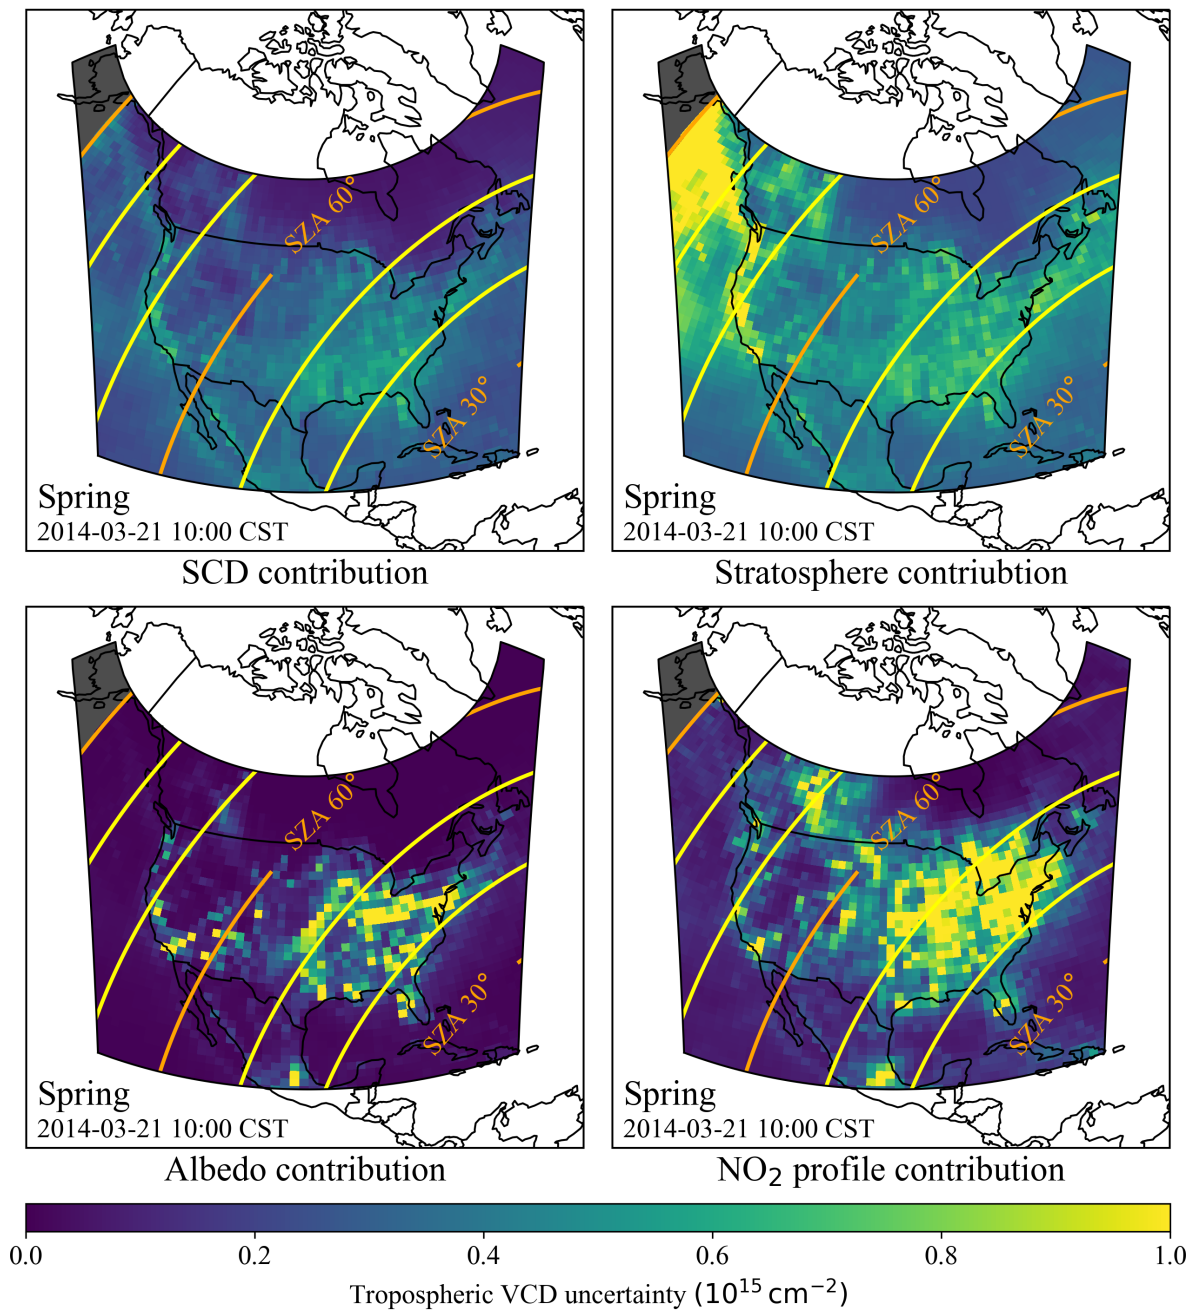 SZA 60°
SZA 30°
Spring
2014-03-21 10:00 CST
SCD contribution
SZA 60°
SZA 30°
Spring
2014-03-21 10:00 CST
Stratosphere contriubtion
SZA 60°
SZA 30°
Spring
2014-03-21 10:00 CST
Albedo contribution
SZA 60°
SZA 30°
Spring
2014-03-21 10:00 CST
NO₂ profile contribution
0.0 0.2 0.4 0.6 0.8 1.0
Tropospheric VCD uncertainty (10¹⁵ cm⁻²)